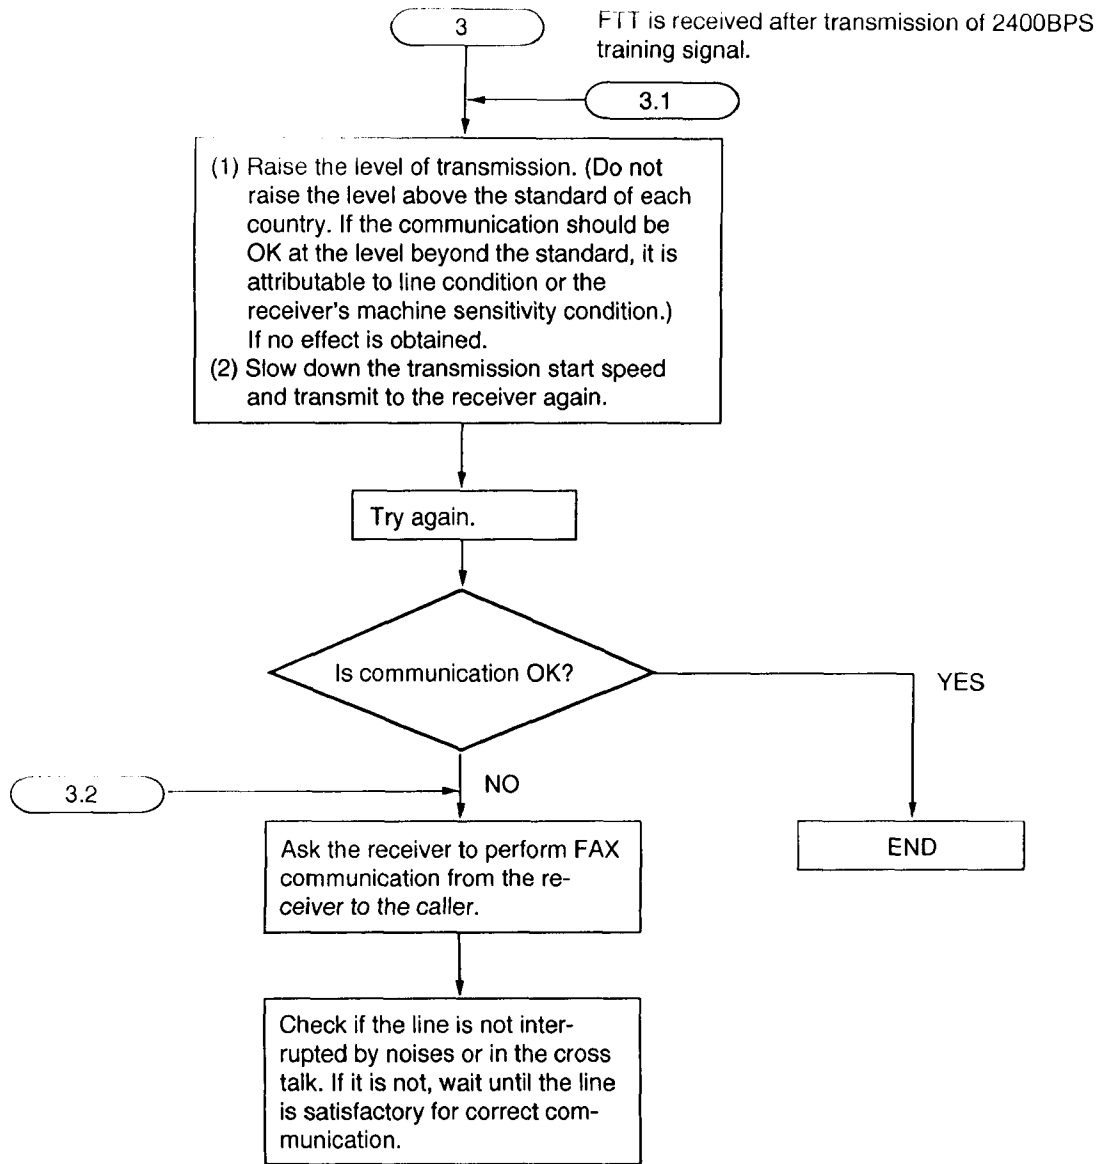 3
FTT is received after transmission of 2400BPS
training signal.
3.1
(1) Raise the level of transmission. (Do not
raise the level above the standard of each
country. If the communication should be
OK at the level beyond the standard, it is
attributable to line condition or the
receiver's machine sensitivity condition.)
If no effect is obtained.
(2) Slow down the transmission start speed
and transmit to the receiver again.
Try again.
Is communication OK?
YES
NO
3.2
END
Ask the receiver to perform FAX
communication from the re-
ceiver to the caller.
Check if the line is not inter-
rupted by noises or in the cross
talk. If it is not, wait until the line
is satisfactory for correct com-
munication.